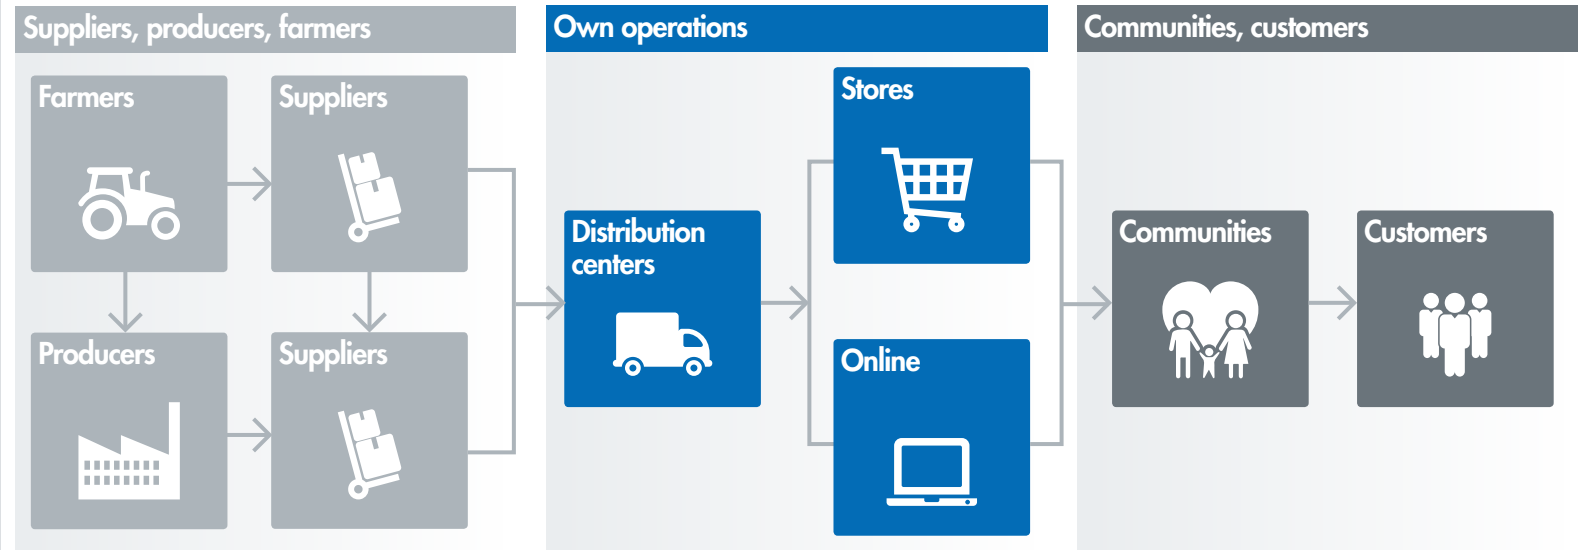 Suppliers, producers, farmers
Farmers
Suppliers
Producers
Suppliers
Own operations
Distribution
centers
Stores
Online
Communities, customers
Communities
Customers